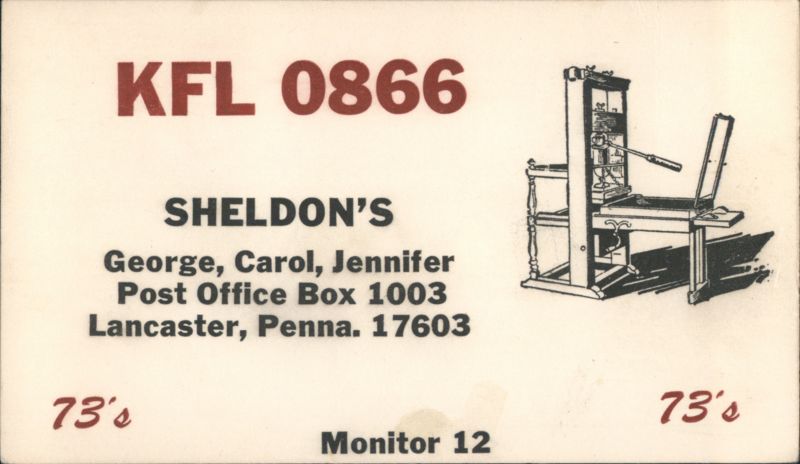 KFL 0866
SHELDON'S
George, Carol, Jennifer
Post Office Box 1003
Lancaster, Penna. 17603
73's
73's
Monitor 12